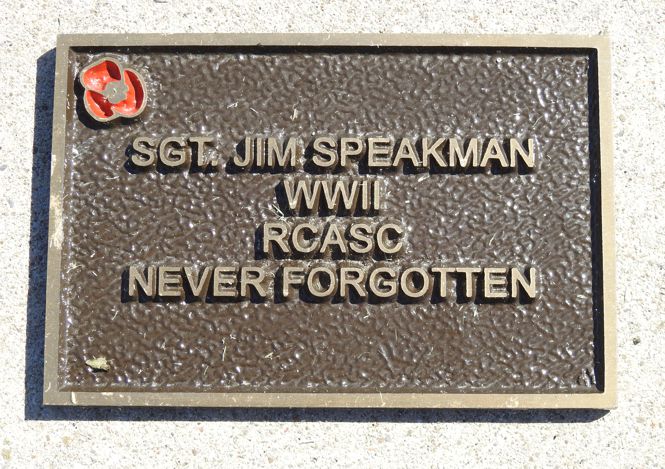 SGT. JIM SPEAKMAN
WWII
RCASC
NEVER FORGOTTEN